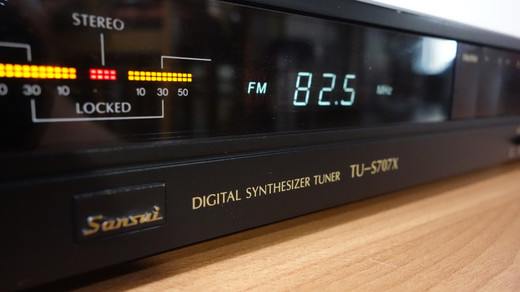 STEREO
0 30 10 10 30 50
LOCKED
FM 82.5 MHz
DIGITAL SYNTHESIZER TUNER TU-S707X
Sansui